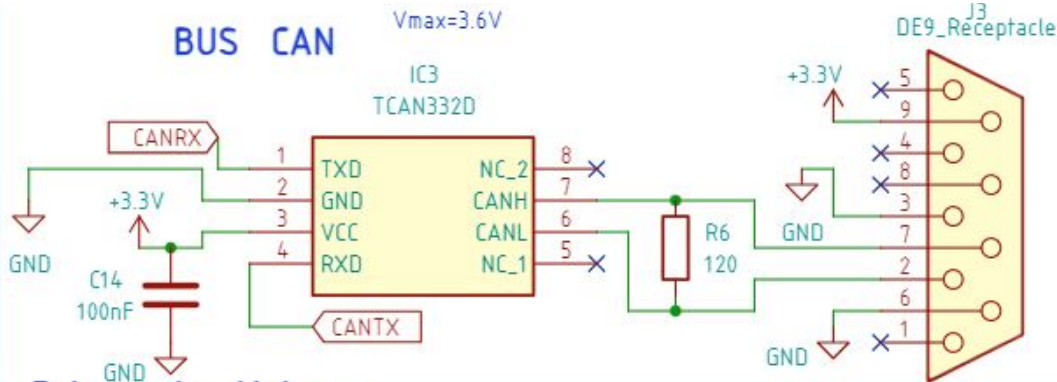 BUS CAN
Vmax=3.6V
J3
DE9_Receptacle
IC3
TCAN332D
+3.3V
5
9
4
8
3
7
2
6
1
CANRX
1
TXD
NC_2
8
2
GND
CANH
7
+3.3V
3
VCC
CANL
6
4
RXD
NC_1
5
GND
R6
120
GND
C14
100nF
CANTX
GND
GND